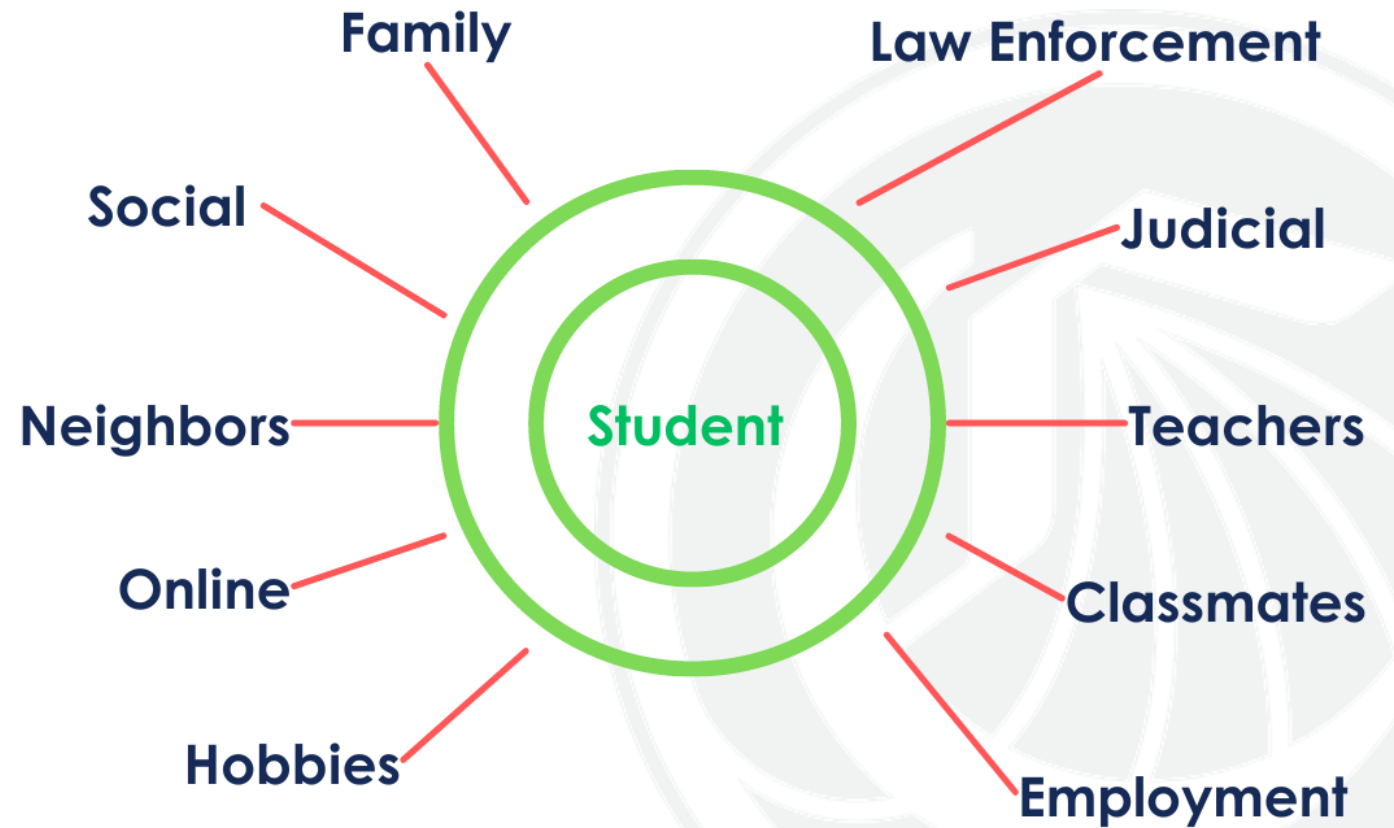 Family
Law Enforcement
Social
Judicial
Neighbors
Student
Teachers
Online
Classmates
Hobbies
Employment